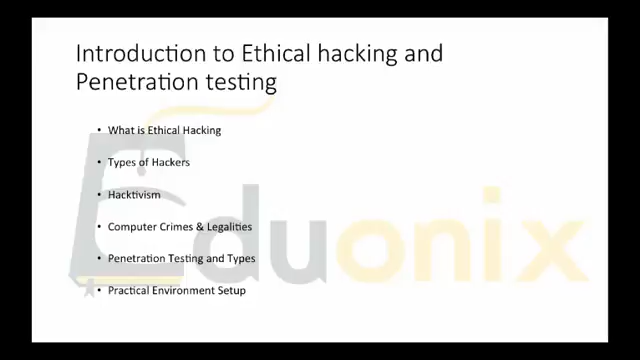 Introduction to Ethical hacking and
Penetration testing
• What is Ethical Hacking
• Types of Hackers
• Hacktivism
• Computer Crimes & Legalities
• Penetration Testing and Types
• Practical Environment Setup
Eduonix